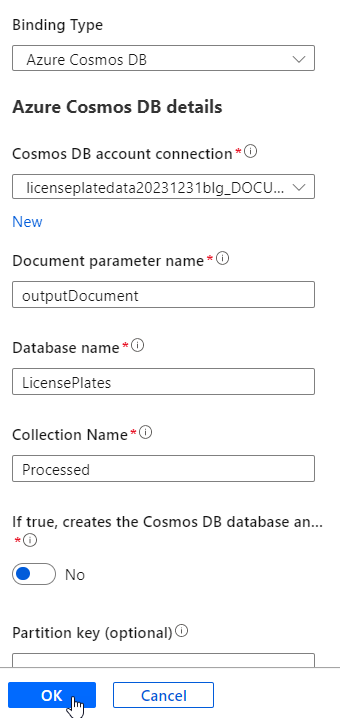 Binding Type
Azure Cosmos DB
Azure Cosmos DB details
Cosmos DB account connection*
licenseplatedata20231231blg_DOCU...
New
Document parameter name*
outputDocument
Database name*
LicensePlates
Collection Name*
Processed
If true, creates the Cosmos DB database an...
*
No
Partition key (optional)
OK Cancel